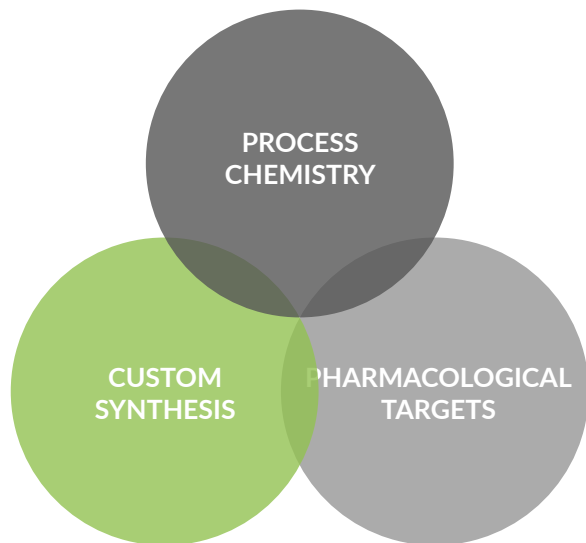 PROCESS
CHEMISTRY
CUSTOM
SYNTHESIS
PHARMACOLOGICAL
TARGETS